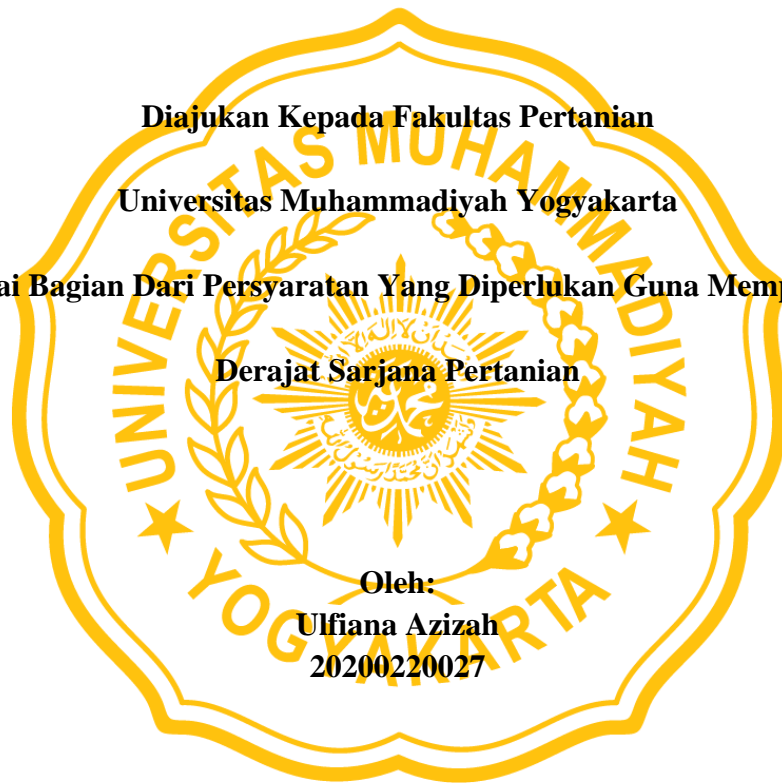 Diajukan Kepada Fakultas Pertanian
Universitas Muhammadiyah Yogyakarta
ai Bagian Dari Persyaratan Yang Diperlukan Guna Memp
Derajat Sarjana Pertanian
Oleh:
Ulfiana Azizah
20200220027
UNIVERSITAS MUHAMMADIYAH
★ YOGYAKARTA ★